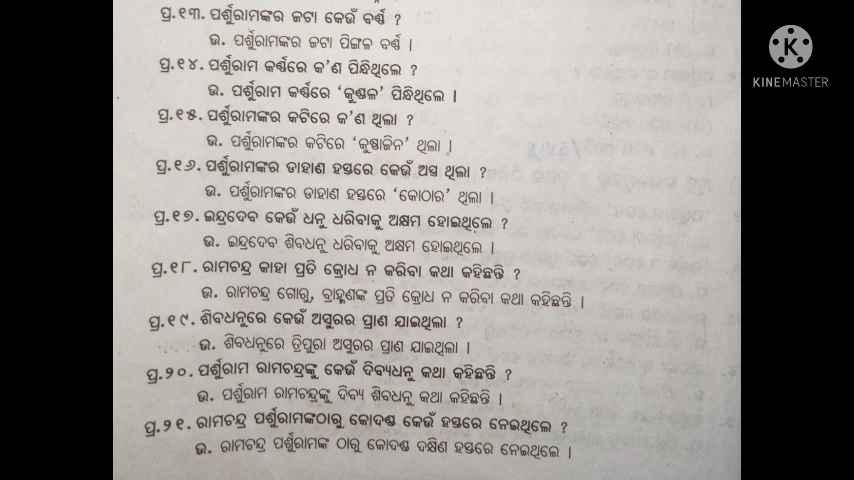 ପ୍ର.୧୩. ପର୍ଶୁରାମଙ୍କର ଜଟା କେଉଁ ବର୍ଣ୍ଣ ?
ଉ. ପର୍ଶୁରାମଙ୍କର ଜଟା ପିଙ୍ଗଳ ବର୍ଣ୍ଣ ।
ପ୍ର.୧୪. ପର୍ଶୁରାମ କର୍ଣ୍ଣରେ କ'ଣ ପିନ୍ଧିଥିଲେ ?
ଉ. ପର୍ଶୁରାମ କର୍ଣ୍ଣରେ ‘କୁଣ୍ଡଳ’ ପିନ୍ଧିଥିଲେ ।
ପ୍ର.୧୫. ପର୍ଶୁରାମଙ୍କର କଟିରେ କ'ଣ ଥିଲା ?
ଉ. ପର୍ଶୁରାମଙ୍କର କଟିରେ ‘କୁଷାଜିନ’ ଥିଲା ।
ପ୍ର.୧୬. ପର୍ଶୁରାମଙ୍କର ଡାହାଣ ହସ୍ତରେ କେଉଁ ଅସ୍ତ୍ର ଥିଲା ?
ଉ. ପର୍ଶୁରାମଙ୍କର ଡାହାଣ ହସ୍ତରେ ‘କୋଠାର’ ଥିଲା ।
ପ୍ର.୧୭. ଇନ୍ଦ୍ରଦେବ କେଉଁ ଧନୁ ଧରିବାକୁ ଅକ୍ଷମ ହୋଇଥିଲେ ?
ଉ. ଇନ୍ଦ୍ରଦେବ ଶିବଧନୁ ଧରିବାକୁ ଅକ୍ଷମ ହୋଇଥିଲେ ।
ପ୍ର.୧୮. ରାମଚନ୍ଦ୍ର କାହା ପ୍ରତି କ୍ରୋଧ ନ କରିବା କଥା କହିଛନ୍ତି ?
ଉ. ରାମଚନ୍ଦ୍ର ଗୋରୁ, ବ୍ରାହ୍ମଣଙ୍କ ପ୍ରତି କ୍ରୋଧ ନ କରିବା କଥା କହିଛନ୍ତି ।
ପ୍ର.୧୯. ଶିବଧନୁରେ କେଉଁ ଅସୁରର ପ୍ରାଣ ଯାଇଥିଲା ?
ଉ. ଶିବଧନୁରେ ତ୍ରିପୁରା ଅସୁରର ପ୍ରାଣ ଯାଇଥିଲା ।
ପ୍ର.୨୦. ପର୍ଶୁରାମ ରାମଚନ୍ଦ୍ରଙ୍କୁ କେଉଁ ଦିବ୍ୟଧନୁ କଥା କହିଛନ୍ତି ?
ଉ. ପର୍ଶୁରାମ ରାମଚନ୍ଦ୍ରଙ୍କୁ ଦିବ୍ୟ ଶିବଧନୁ କଥା କହିଛନ୍ତି ।
ପ୍ର.୨୧. ରାମଚନ୍ଦ୍ର ପର୍ଶୁରାମଙ୍କଠାରୁ କୋଦଣ୍ଡ କେଉଁ ହସ୍ତରେ ନେଇଥିଲେ ?
ଉ. ରାମଚନ୍ଦ୍ର ପର୍ଶୁରାମଙ୍କ ଠାରୁ କୋଦଣ୍ଡ ଦକ୍ଷିଣ ହସ୍ତରେ ନେଇଥିଲେ ।
K
KINEMASTER